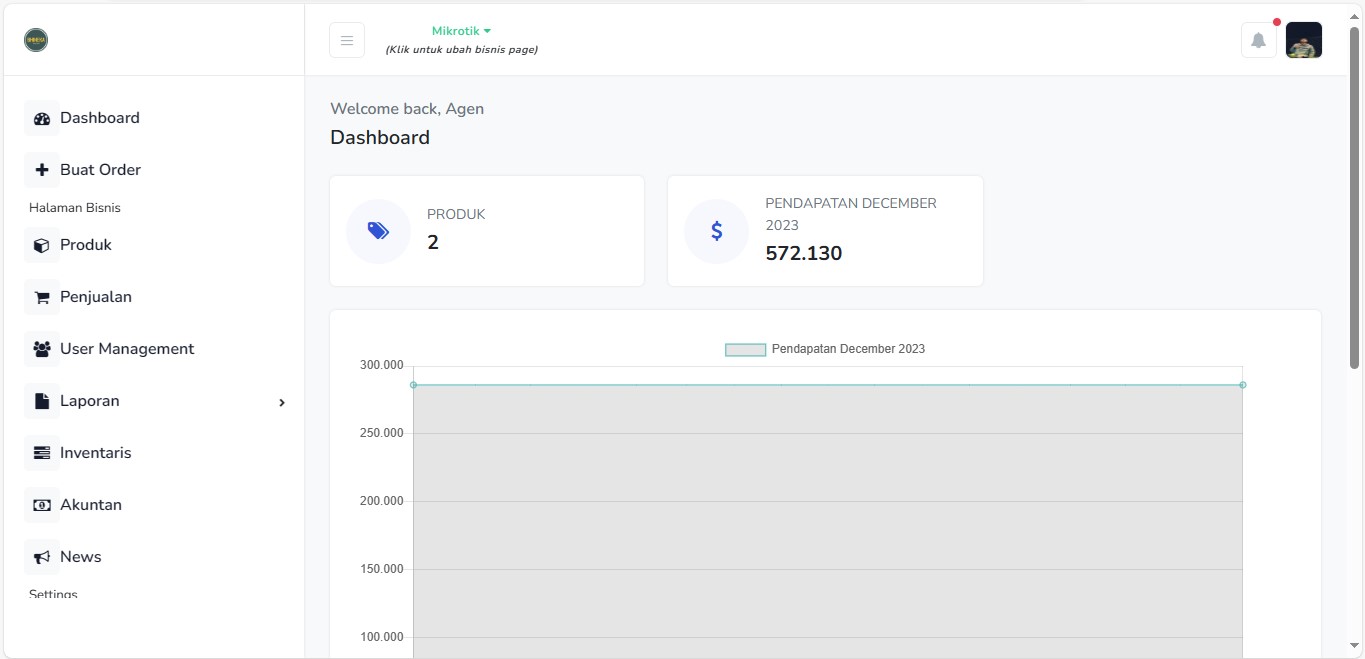 Mikrotik
(Klik untuk ubah bisnis page)
Dashboard
Buat Order
Halaman Bisnis
Produk
Penjualan
User Management
Laporan
Inventaris
Akuntan
News
Settings
Welcome back, Agen
Dashboard
PRODUK
2
PENDAPATAN DECEMBER
2023
572.130
Pendapatan December 2023
300.000
250.000
200.000
150.000
100.000